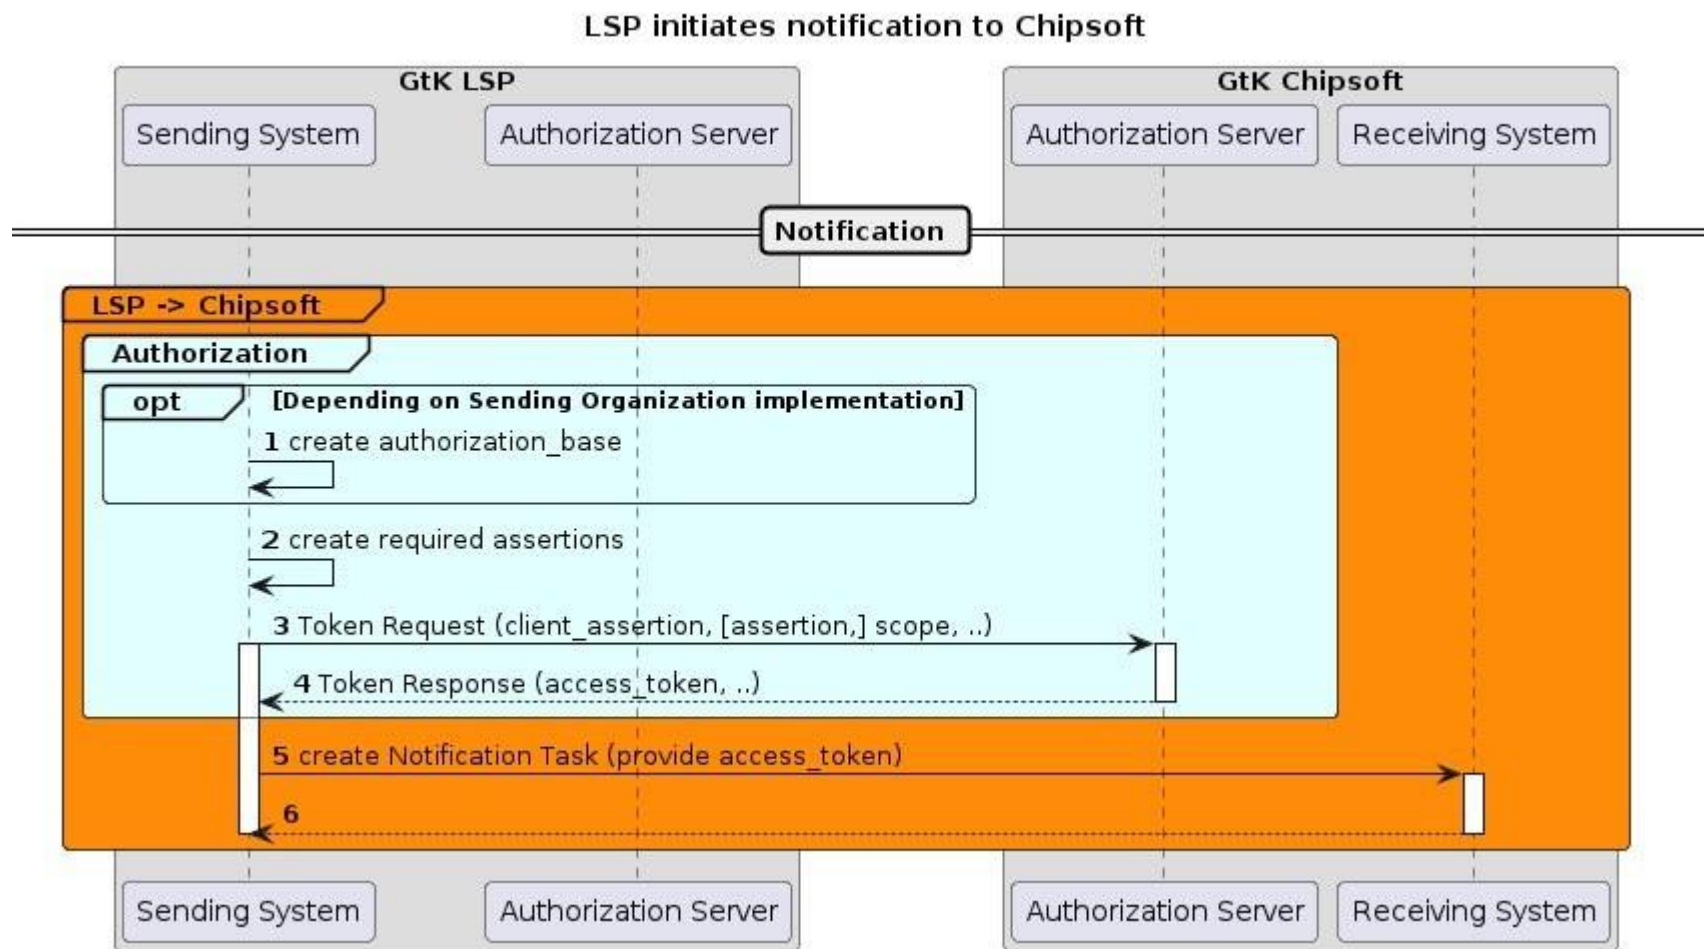 LSP initiates notification to Chipsoft
GtK LSP
GtK Chipsoft
Sending System
Authorization Server
Authorization Server
Receiving System
Notification
LSP -> Chipsoft
Authorization
opt
[Depending on Sending Organization implementation]
1 create authorization_base
2 create required assertions
3 Token Request (client_assertion, [assertion,] scope, ..)
4 Token Response (access_token, ..)
5 create Notification Task (provide access_token)
6
Sending System
Authorization Server
Authorization Server
Receiving System